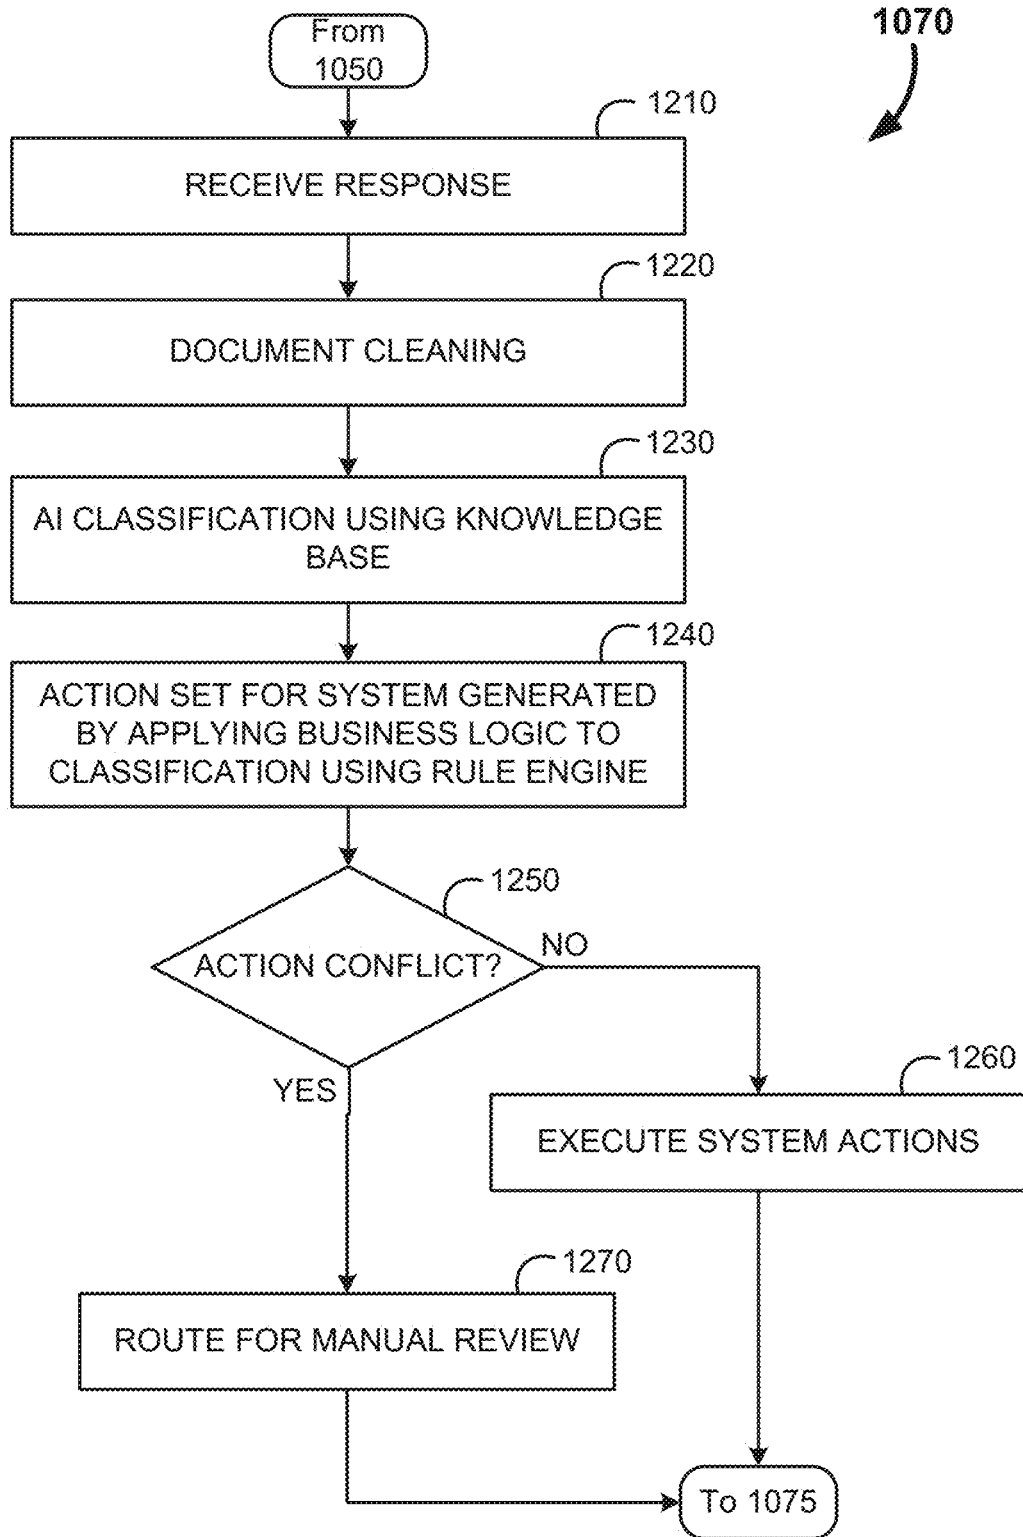 From
1050
1070
1210
RECEIVE RESPONSE
1220
DOCUMENT CLEANING
1230
AI CLASSIFICATION USING KNOWLEDGE
BASE
1240
ACTION SET FOR SYSTEM GENERATED
BY APPLYING BUSINESS LOGIC TO
CLASSIFICATION USING RULE ENGINE
1250
ACTION CONFLICT?
NO
YES
1260
EXECUTE SYSTEM ACTIONS
1270
ROUTE FOR MANUAL REVIEW
To 1075